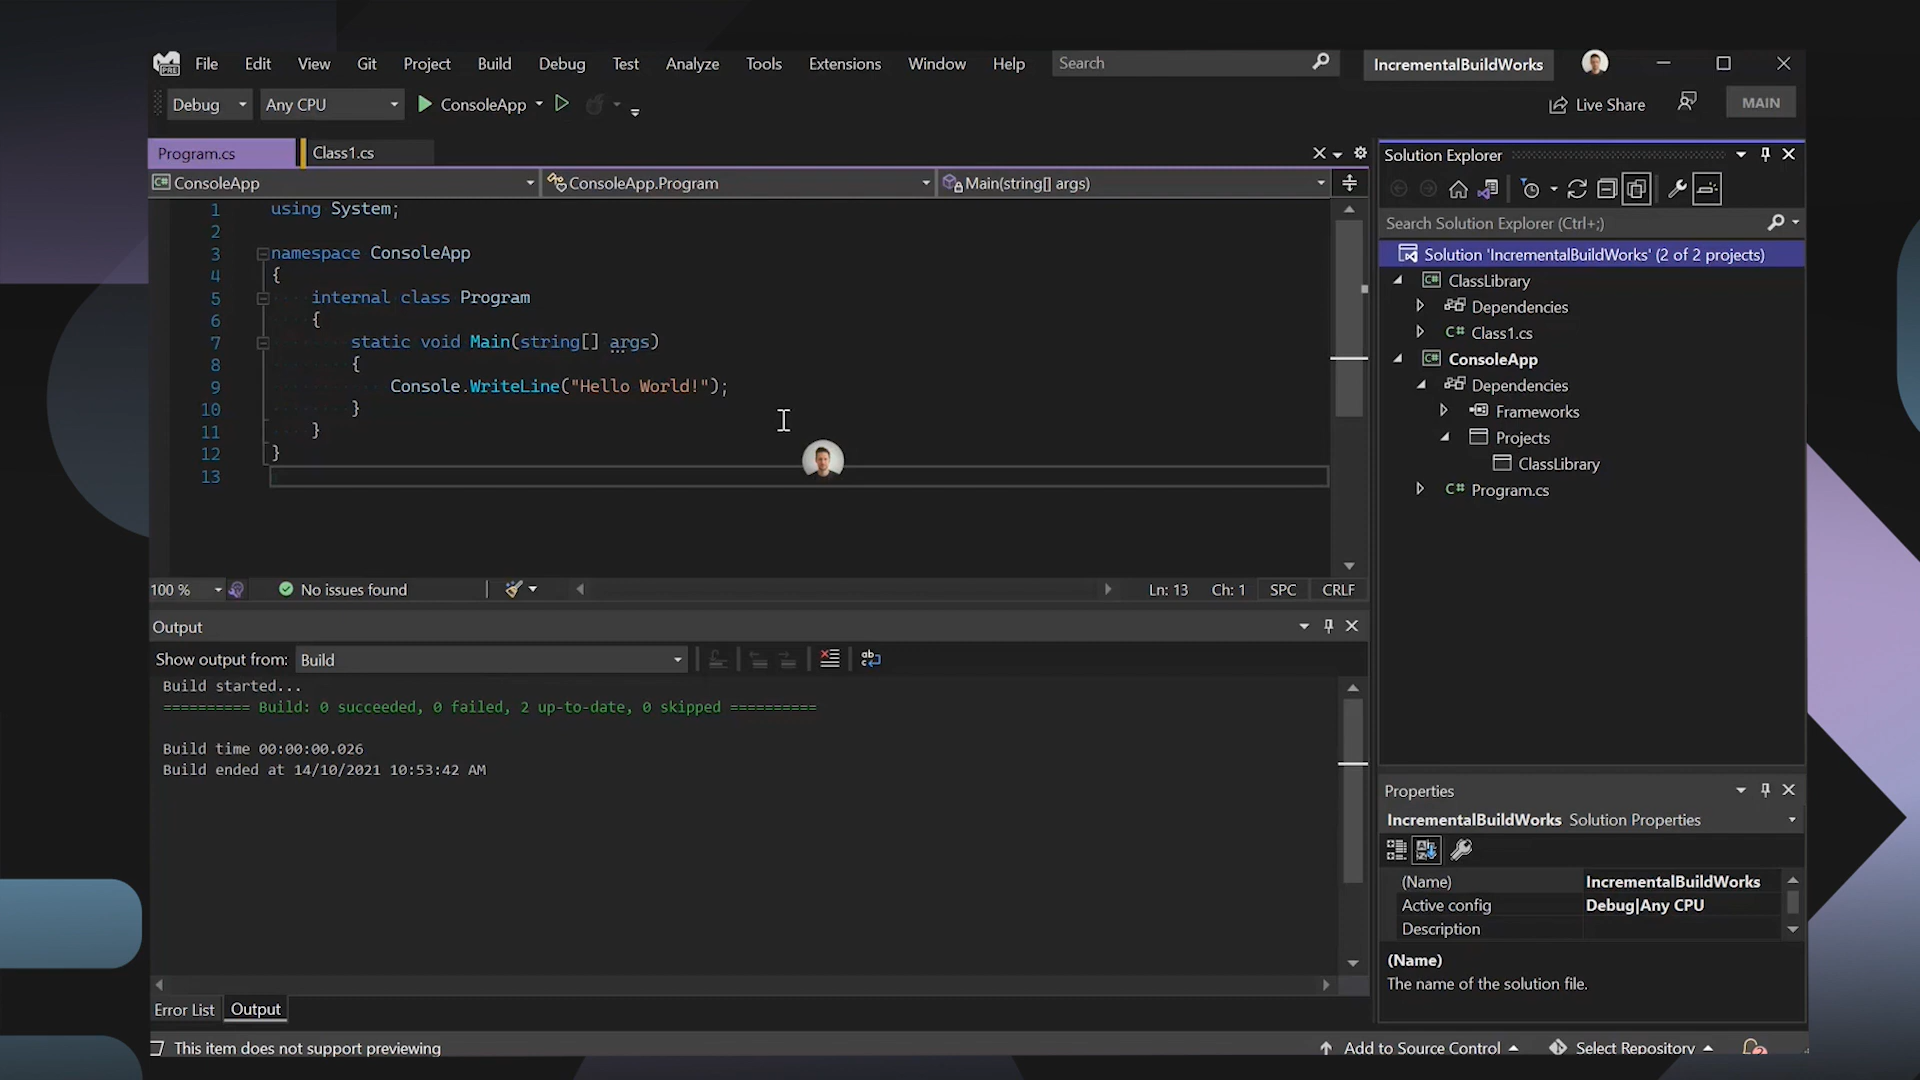 PRE File Edit View Git Project Build Debug Test Analyze Tools Extensions Window Help Search IncrementalBuildWorks
Debug Any CPU ConsoleApp Live Share MAIN
Program.cs Class1.cs
C# ConsoleApp ConsoleApp.Program Main(string[] args)
1 using System;
2
3 namespace ConsoleApp
4 {
5 internal class Program
6 {
7 static void Main(string[] args)
8 {
9 Console.WriteLine("Hello World!");
10 }
11 }
12 }
13
100 % No issues found Ln: 13 Ch: 1 SPC CRLF
Output
Show output from: Build
Build started...
========== Build: 0 succeeded, 0 failed, 2 up-to-date, 0 skipped ==========
Build time 00:00:00.026
Build ended at 14/10/2021 10:53:42 AM
Error List Output
Solution Explorer
Search Solution Explorer (Ctrl+;)
Solution 'IncrementalBuildWorks' (2 of 2 projects)
C# ClassLibrary
Dependencies
C# Class1.cs
C# ConsoleApp
Dependencies
Frameworks
Projects
ClassLibrary
C# Program.cs
Properties
IncrementalBuildWorks Solution Properties
(Name) IncrementalBuildWorks
Active config Debug|Any CPU
Description
(Name)
The name of the solution file.
This item does not support previewing Add to Source Control Select Repository